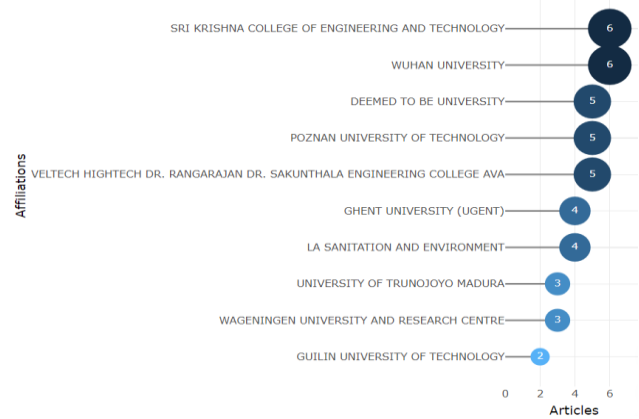 SRI KRISHNA COLLEGE OF ENGINEERING AND TECHNOLOGY 6
WUHAN UNIVERSITY 6
DEEMED TO BE UNIVERSITY 5
POZNAN UNIVERSITY OF TECHNOLOGY 5
VELTECH HIGHTECH DR. RANGARAJAN DR. SAKUNTHALA ENGINEERING COLLEGE AVA 5
GHENT UNIVERSITY (UGENT) 4
LA SANITATION AND ENVIRONMENT 4
UNIVERSITY OF TRUNOJOYO MADURA 3
WAGENINGEN UNIVERSITY AND RESEARCH CENTRE 3
GUILIN UNIVERSITY OF TECHNOLOGY 2
Affiliations
0 2 4 6
Articles